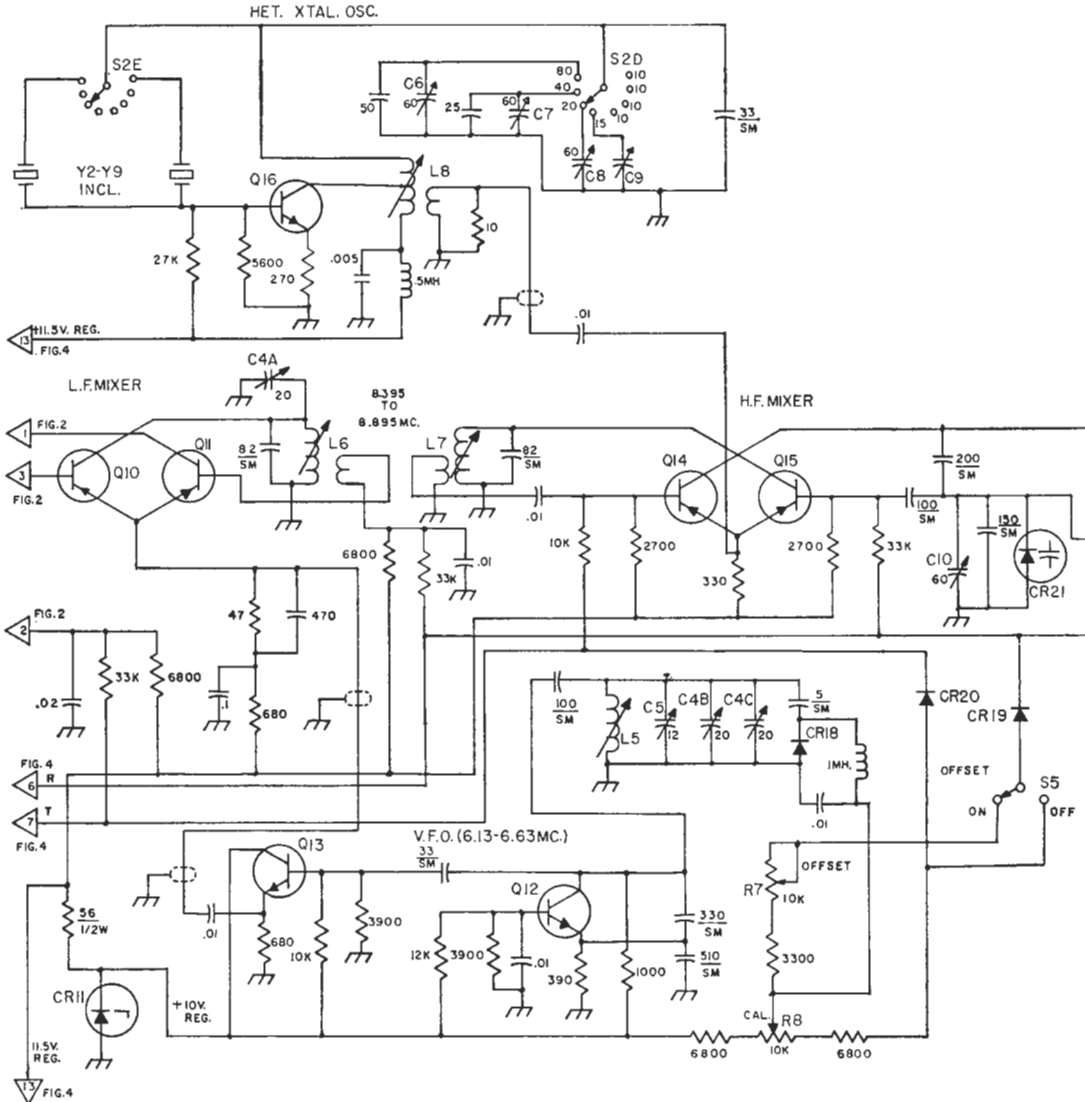 HET. XTAL. OSC.
S2E
S2D
80
10
10
40
20
10
15
10
C6
60
50
25
60
C7
33
SM
60
C8
C9
Y2-Y9
INCL.
Q16
L8
10
27K
5600
270
.005
.5MH
.01
+11.5V. REG.
13
FIG.4
L.F.MIXER
C4A
20
8.395
TO
8.895MC.
H.F. MIXER
1
FIG.2
Q11
82
SM
L6
L7
82
SM
Q14
Q15
200
SM
3
FIG.2
Q10
.01
100
SM
150
SM
6800
33K
.01
10K
2700
330
2700
33K
C10
60
CR21
FIG.2
2
47
470
33K
6800
.02
.1
680
100
SM
L5
C5
12
C4B
20
C4C
20
5
SM
CR18
1MH.
.01
CR20
CR19
OFFSET
ON
S5
OFF
FIG.4
6
R
7
T
FIG.4
V.F.O. (6.13-6.63MC.)
Q13
33
SM
Q12
OFFSET
R7
10K
56
1/2W
.01
680
10K
3900
12K
3900
.01
390
1000
330
SM
510
SM
3300
CR11
+10V.
REG.
CAL.
R8
6800
10K
6800
11.5V.
REG.
13
FIG.4